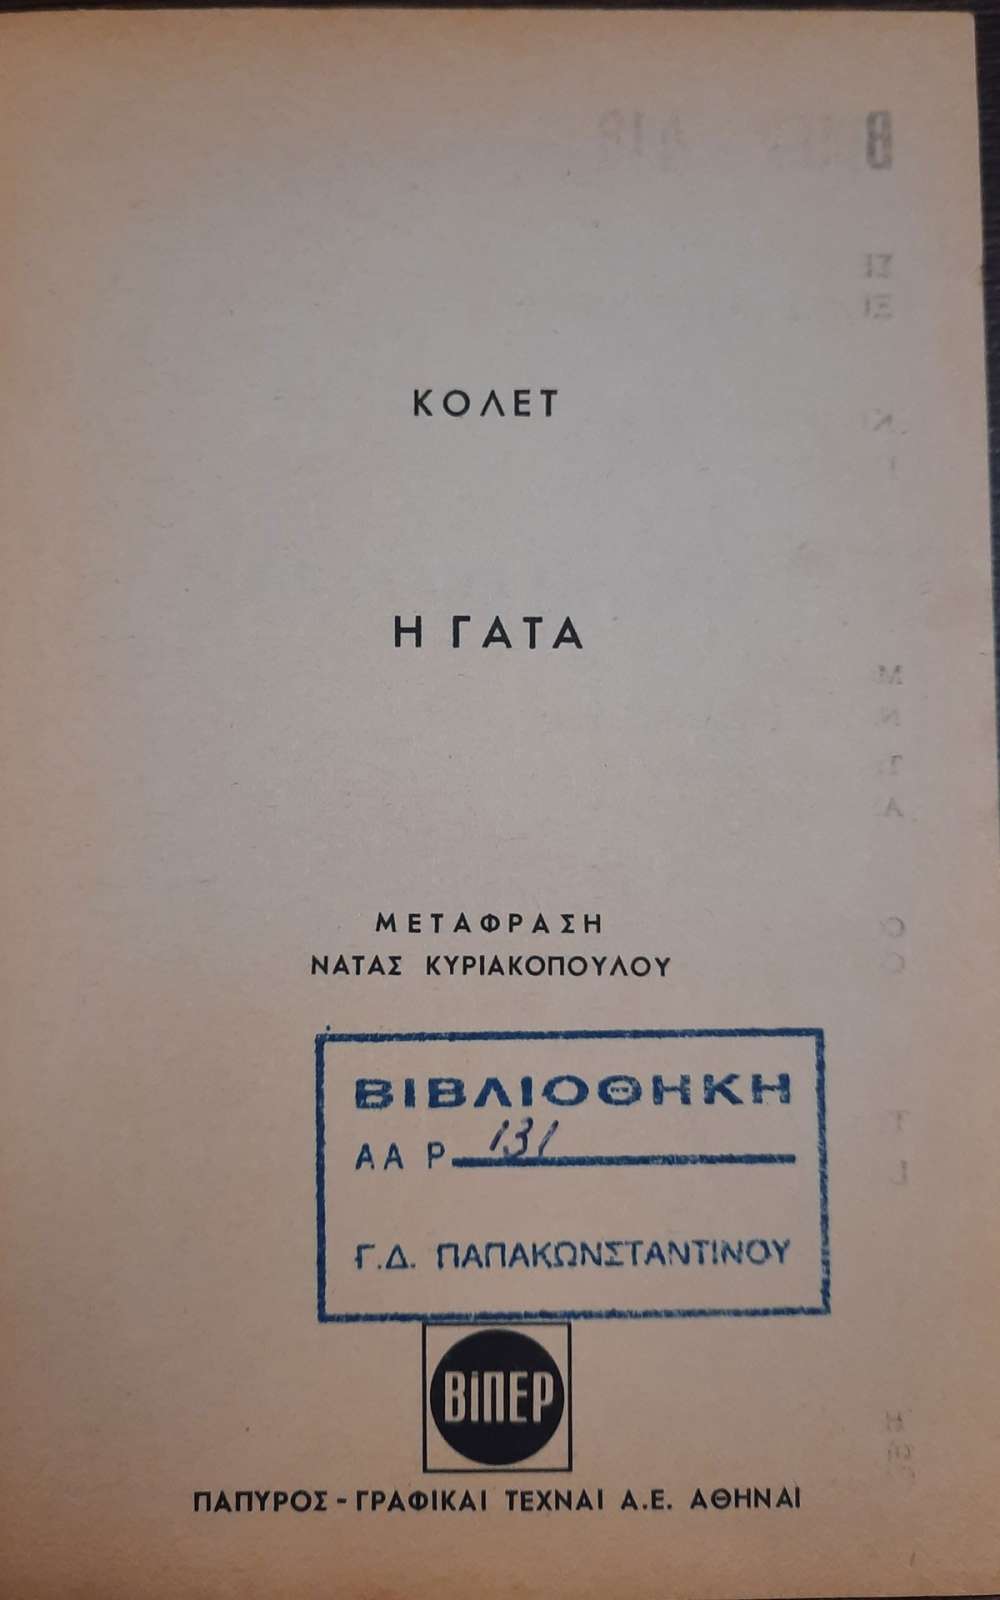 ΚΟΛΕΤ
Η ΓΑΤΑ
ΜΕΤΑΦΡΑΣΗ
ΝΑΤΑΣ ΚΥΡΙΑΚΟΠΟΥΛΟΥ
ΒΙΒΛΙΟΘΗΚΗ
ΑΑ Ρ 131
Γ.Δ. ΠΑΠΑΚΩΝΣΤΑΝΤΙΝΟΥ
ΒΙΠΕΡ
ΠΑΠΥΡΟΣ - ΓΡΑΦΙΚΑΙ ΤΕΧΝΑΙ Α.Ε. ΑΘΗΝΑΙ